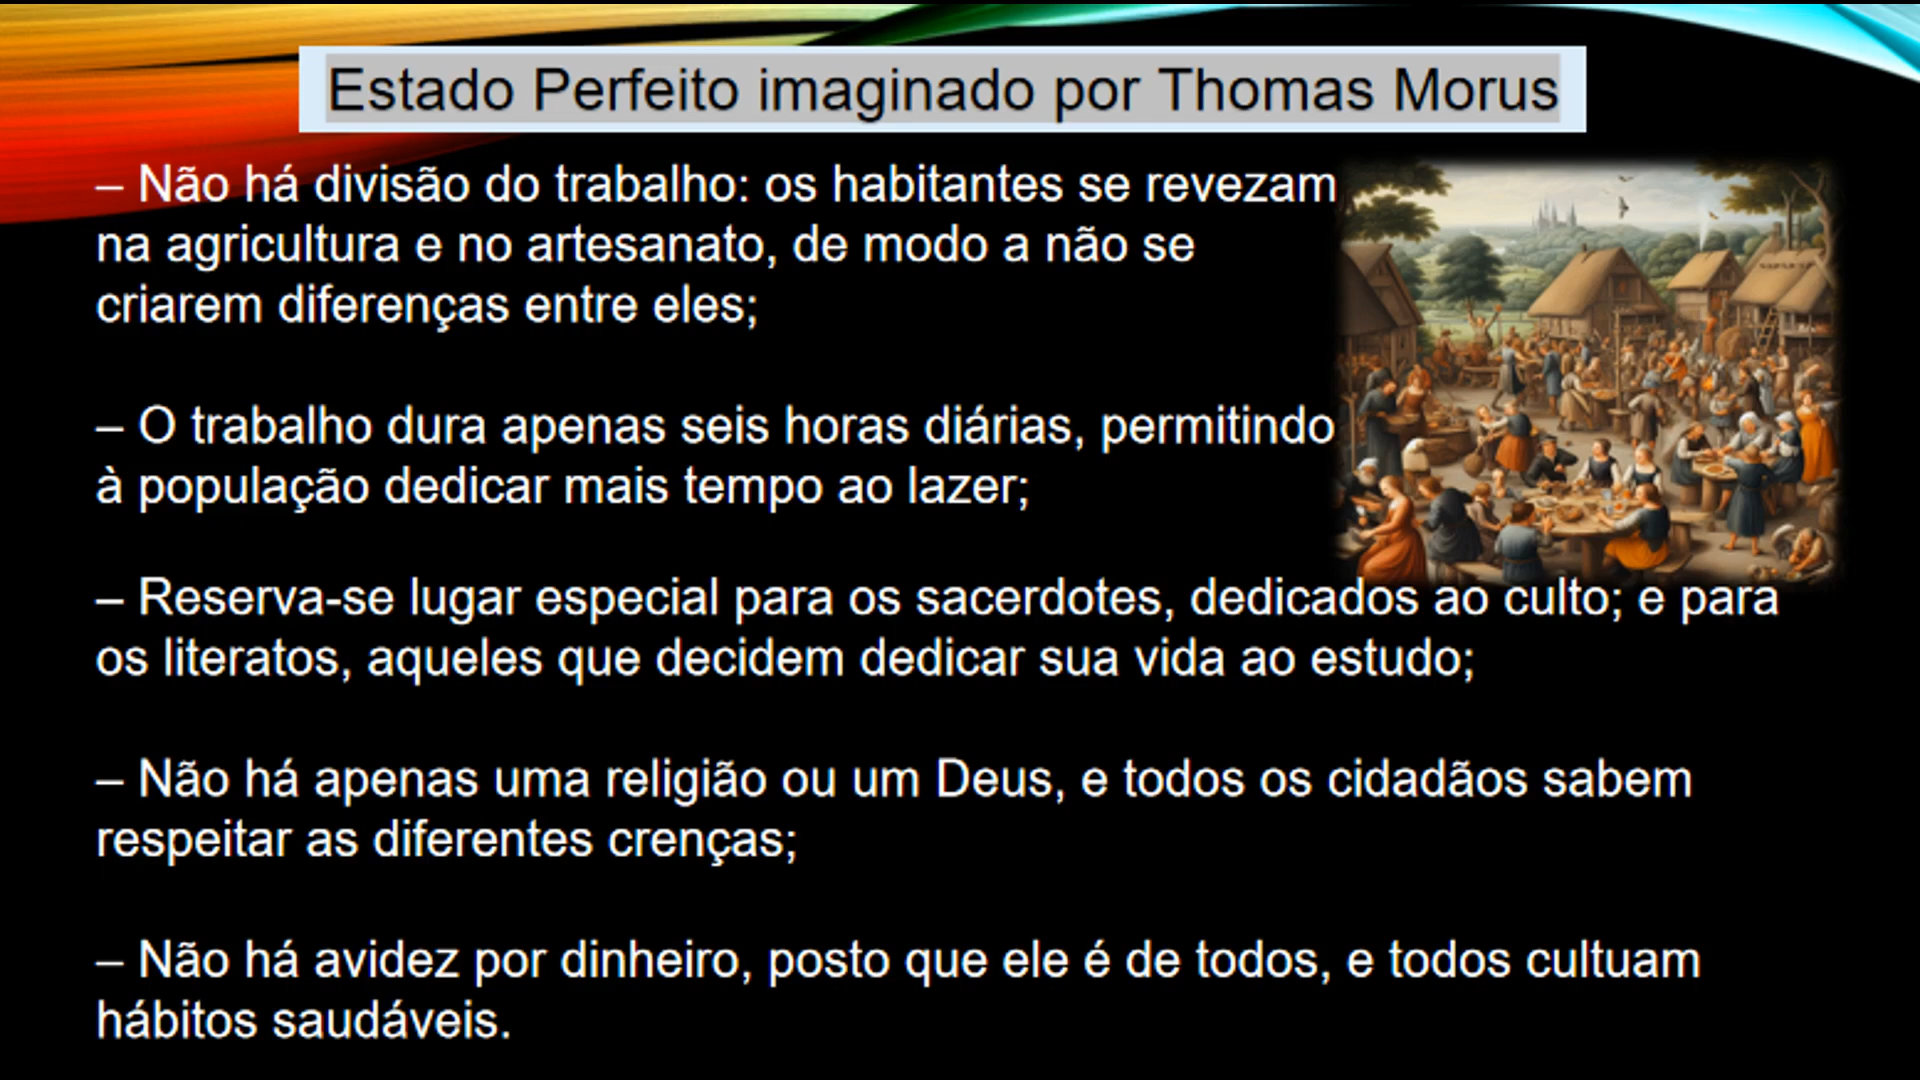 Estado Perfeito imaginado por Thomas Morus
– Não há divisão do trabalho: os habitantes se revezam
na agricultura e no artesanato, de modo a não se
criarem diferenças entre eles;
– O trabalho dura apenas seis horas diárias, permitindo
à população dedicar mais tempo ao lazer;
– Reserva-se lugar especial para os sacerdotes, dedicados ao culto; e para
os literatos, aqueles que decidem dedicar sua vida ao estudo;
– Não há apenas uma religião ou um Deus, e todos os cidadãos sabem
respeitar as diferentes crenças;
– Não há avidez por dinheiro, posto que ele é de todos, e todos cultuam
hábitos saudáveis.